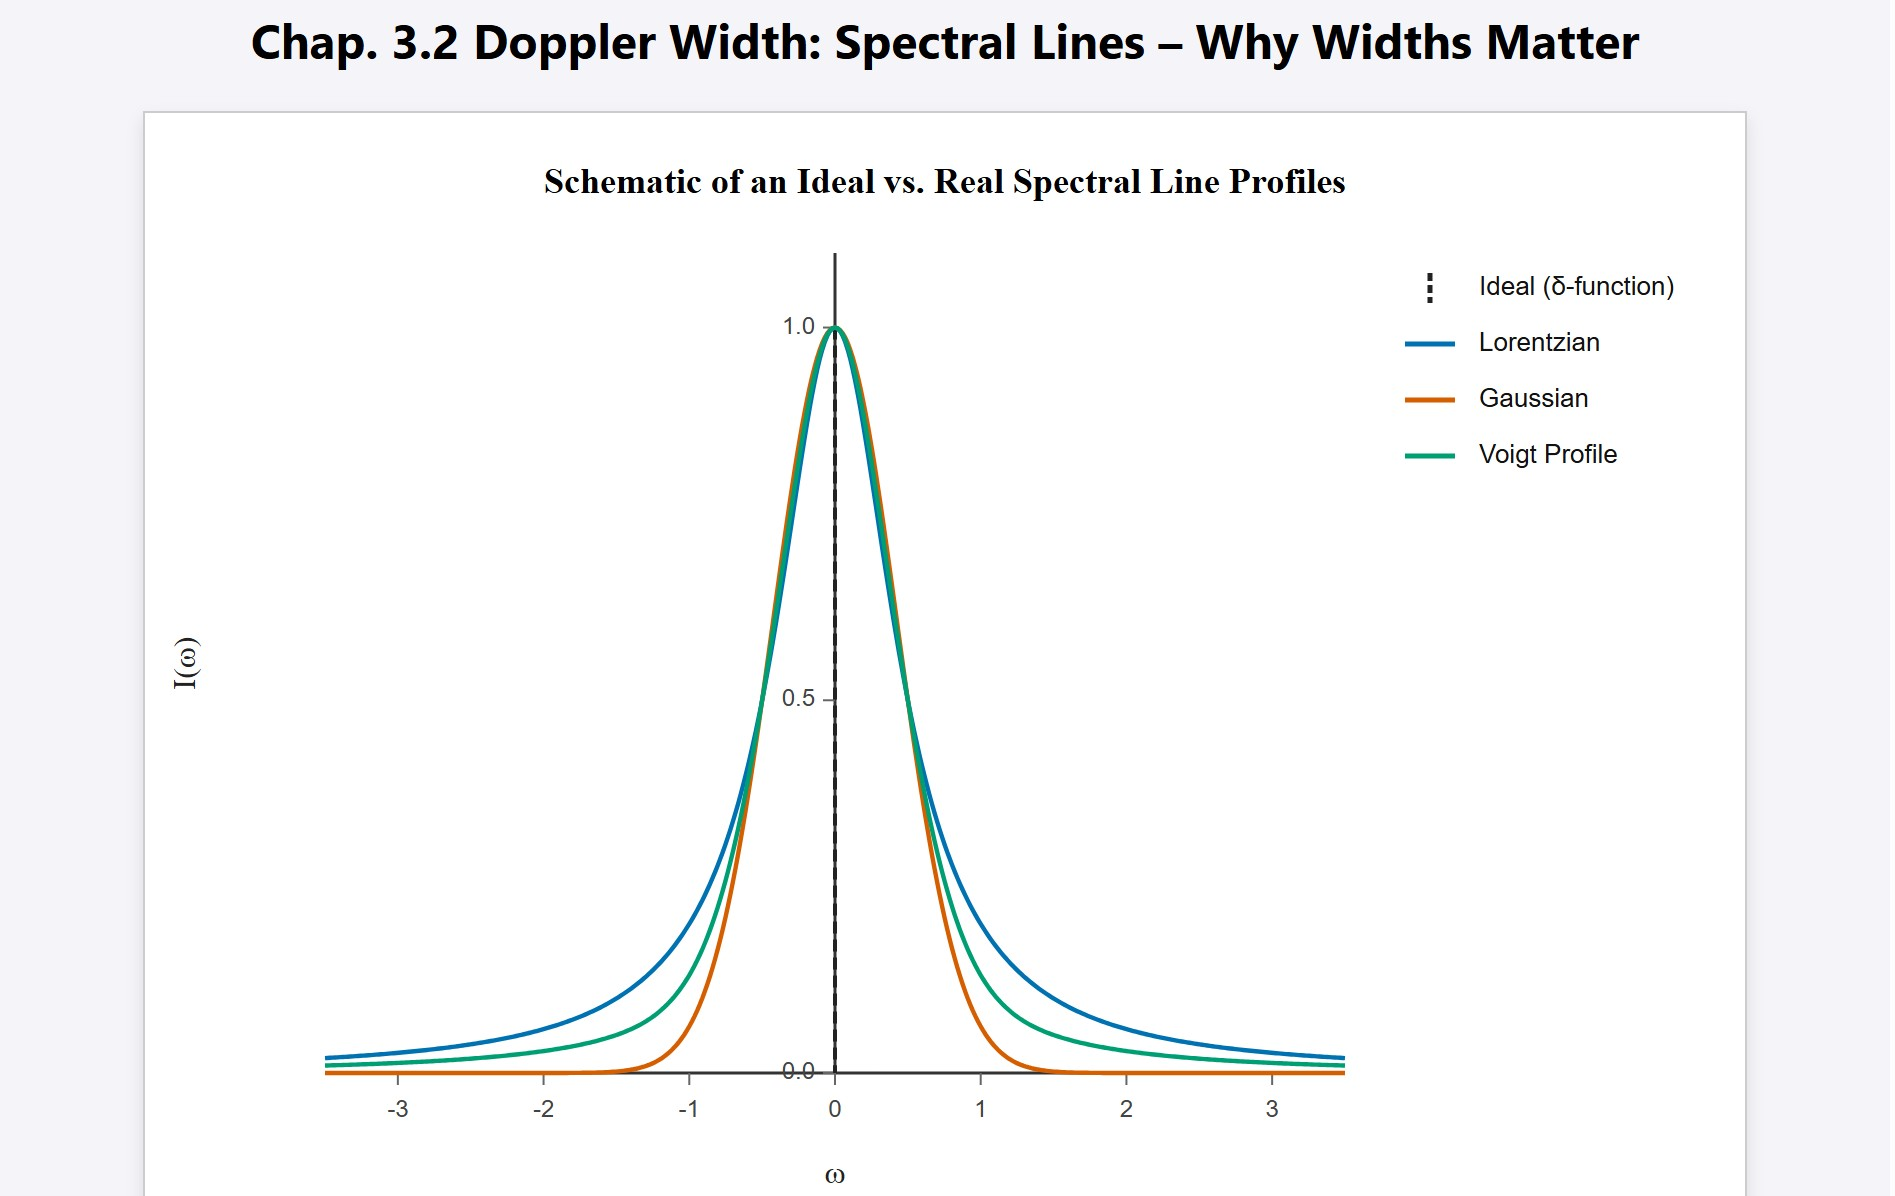 Chap. 3.2 Doppler Width: Spectral Lines – Why Widths Matter
Schematic of an Ideal vs. Real Spectral Line Profiles
Ideal (δ-function)
Lorentzian
Gaussian
Voigt Profile
1.0
0.5
0.0
I(ω)
-3 -2 -1 0 1 2 3
ω